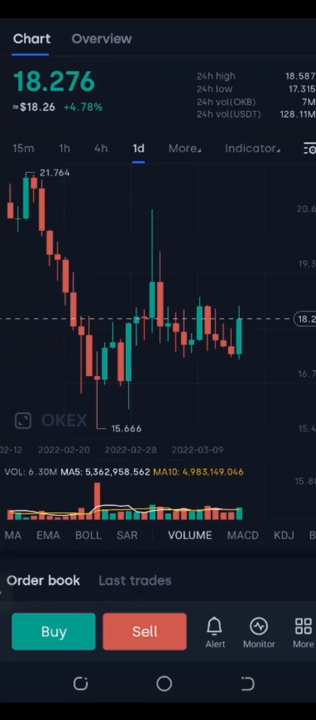 Chart Overview
18.276
≈$18.26 +4.78%
24h high 18.587
24h low 17.315
24h vol(OKB) 7M
24h vol(USDT) 128.11M
15m 1h 4h 1d More Indicator
21.764
20.6
19.3
18.2
16.7
15.4
OKEX
15.666
02-12 2022-02-20 2022-02-28 2022-03-09
VOL: 6.30M MA5: 5,362,958.562 MA10: 4,983,149.046
15.80
MA EMA BOLL SAR VOLUME MACD KDJ B
Order book Last trades
Buy Sell Alert Monitor More